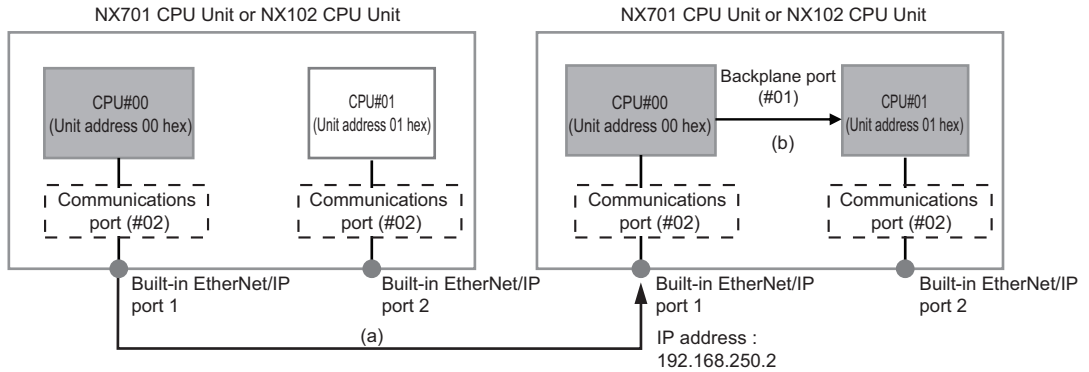 NX701 CPU Unit or NX102 CPU Unit
CPU#00
(Unit address 00 hex)
CPU#01
(Unit address 01 hex)
Communications
port (#02)
Communications
port (#02)
Built-in EtherNet/IP
port 1
Built-in EtherNet/IP
port 2
(a)
NX701 CPU Unit or NX102 CPU Unit
CPU#00
(Unit address 00 hex)
Backplane port
(#01)
(b)
CPU#01
(Unit address 01 hex)
Communications
port (#02)
Communications
port (#02)
Built-in EtherNet/IP
port 1
Built-in EtherNet/IP
port 2
IP address :
192.168.250.2